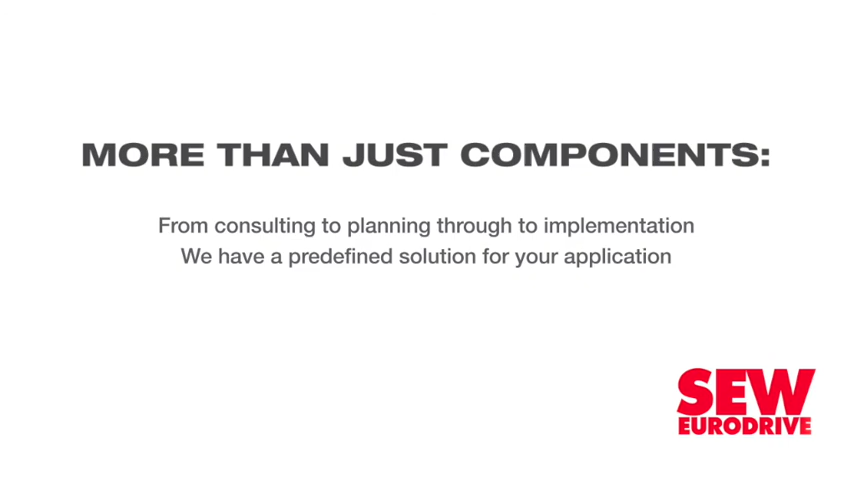 MORE THAN JUST COMPONENTS:
From consulting to planning through to implementation
We have a predefined solution for your application
SEW
EURODRIVE